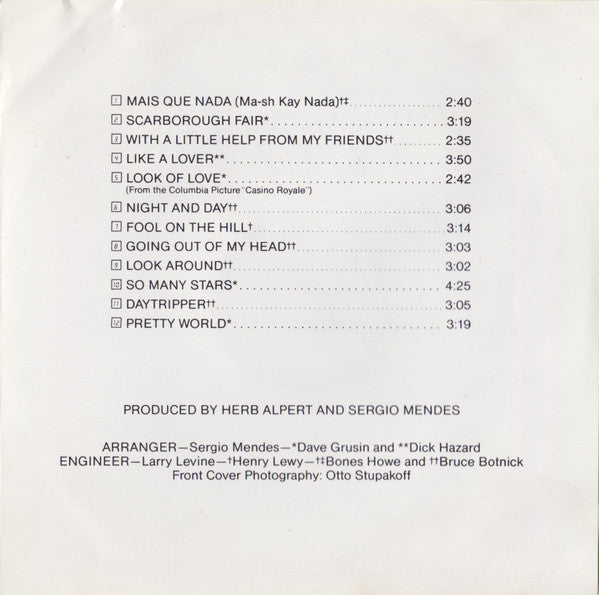 1 MAIS QUE NADA (Ma-sh Kay Nada)†‡ 2:40
2 SCARBOROUGH FAIR* 3:19
3 WITH A LITTLE HELP FROM MY FRIENDS†† 2:35
4 LIKE A LOVER** 3:50
5 LOOK OF LOVE* 2:42
(From the Columbia Picture "Casino Royale")
6 NIGHT AND DAY†† 3:06
7 FOOL ON THE HILL† 3:14
8 GOING OUT OF MY HEAD†† 3:03
9 LOOK AROUND†† 3:02
10 SO MANY STARS* 4:25
11 DAYTRIPPER†† 3:05
12 PRETTY WORLD* 3:19
PRODUCED BY HERB ALPERT AND SERGIO MENDES
ARRANGER—Sergio Mendes—*Dave Grusin and **Dick Hazard
ENGINEER—Larry Levine—†Henry Lewy—†‡Bones Howe and ††Bruce Botnick
Front Cover Photography: Otto Stupakoff